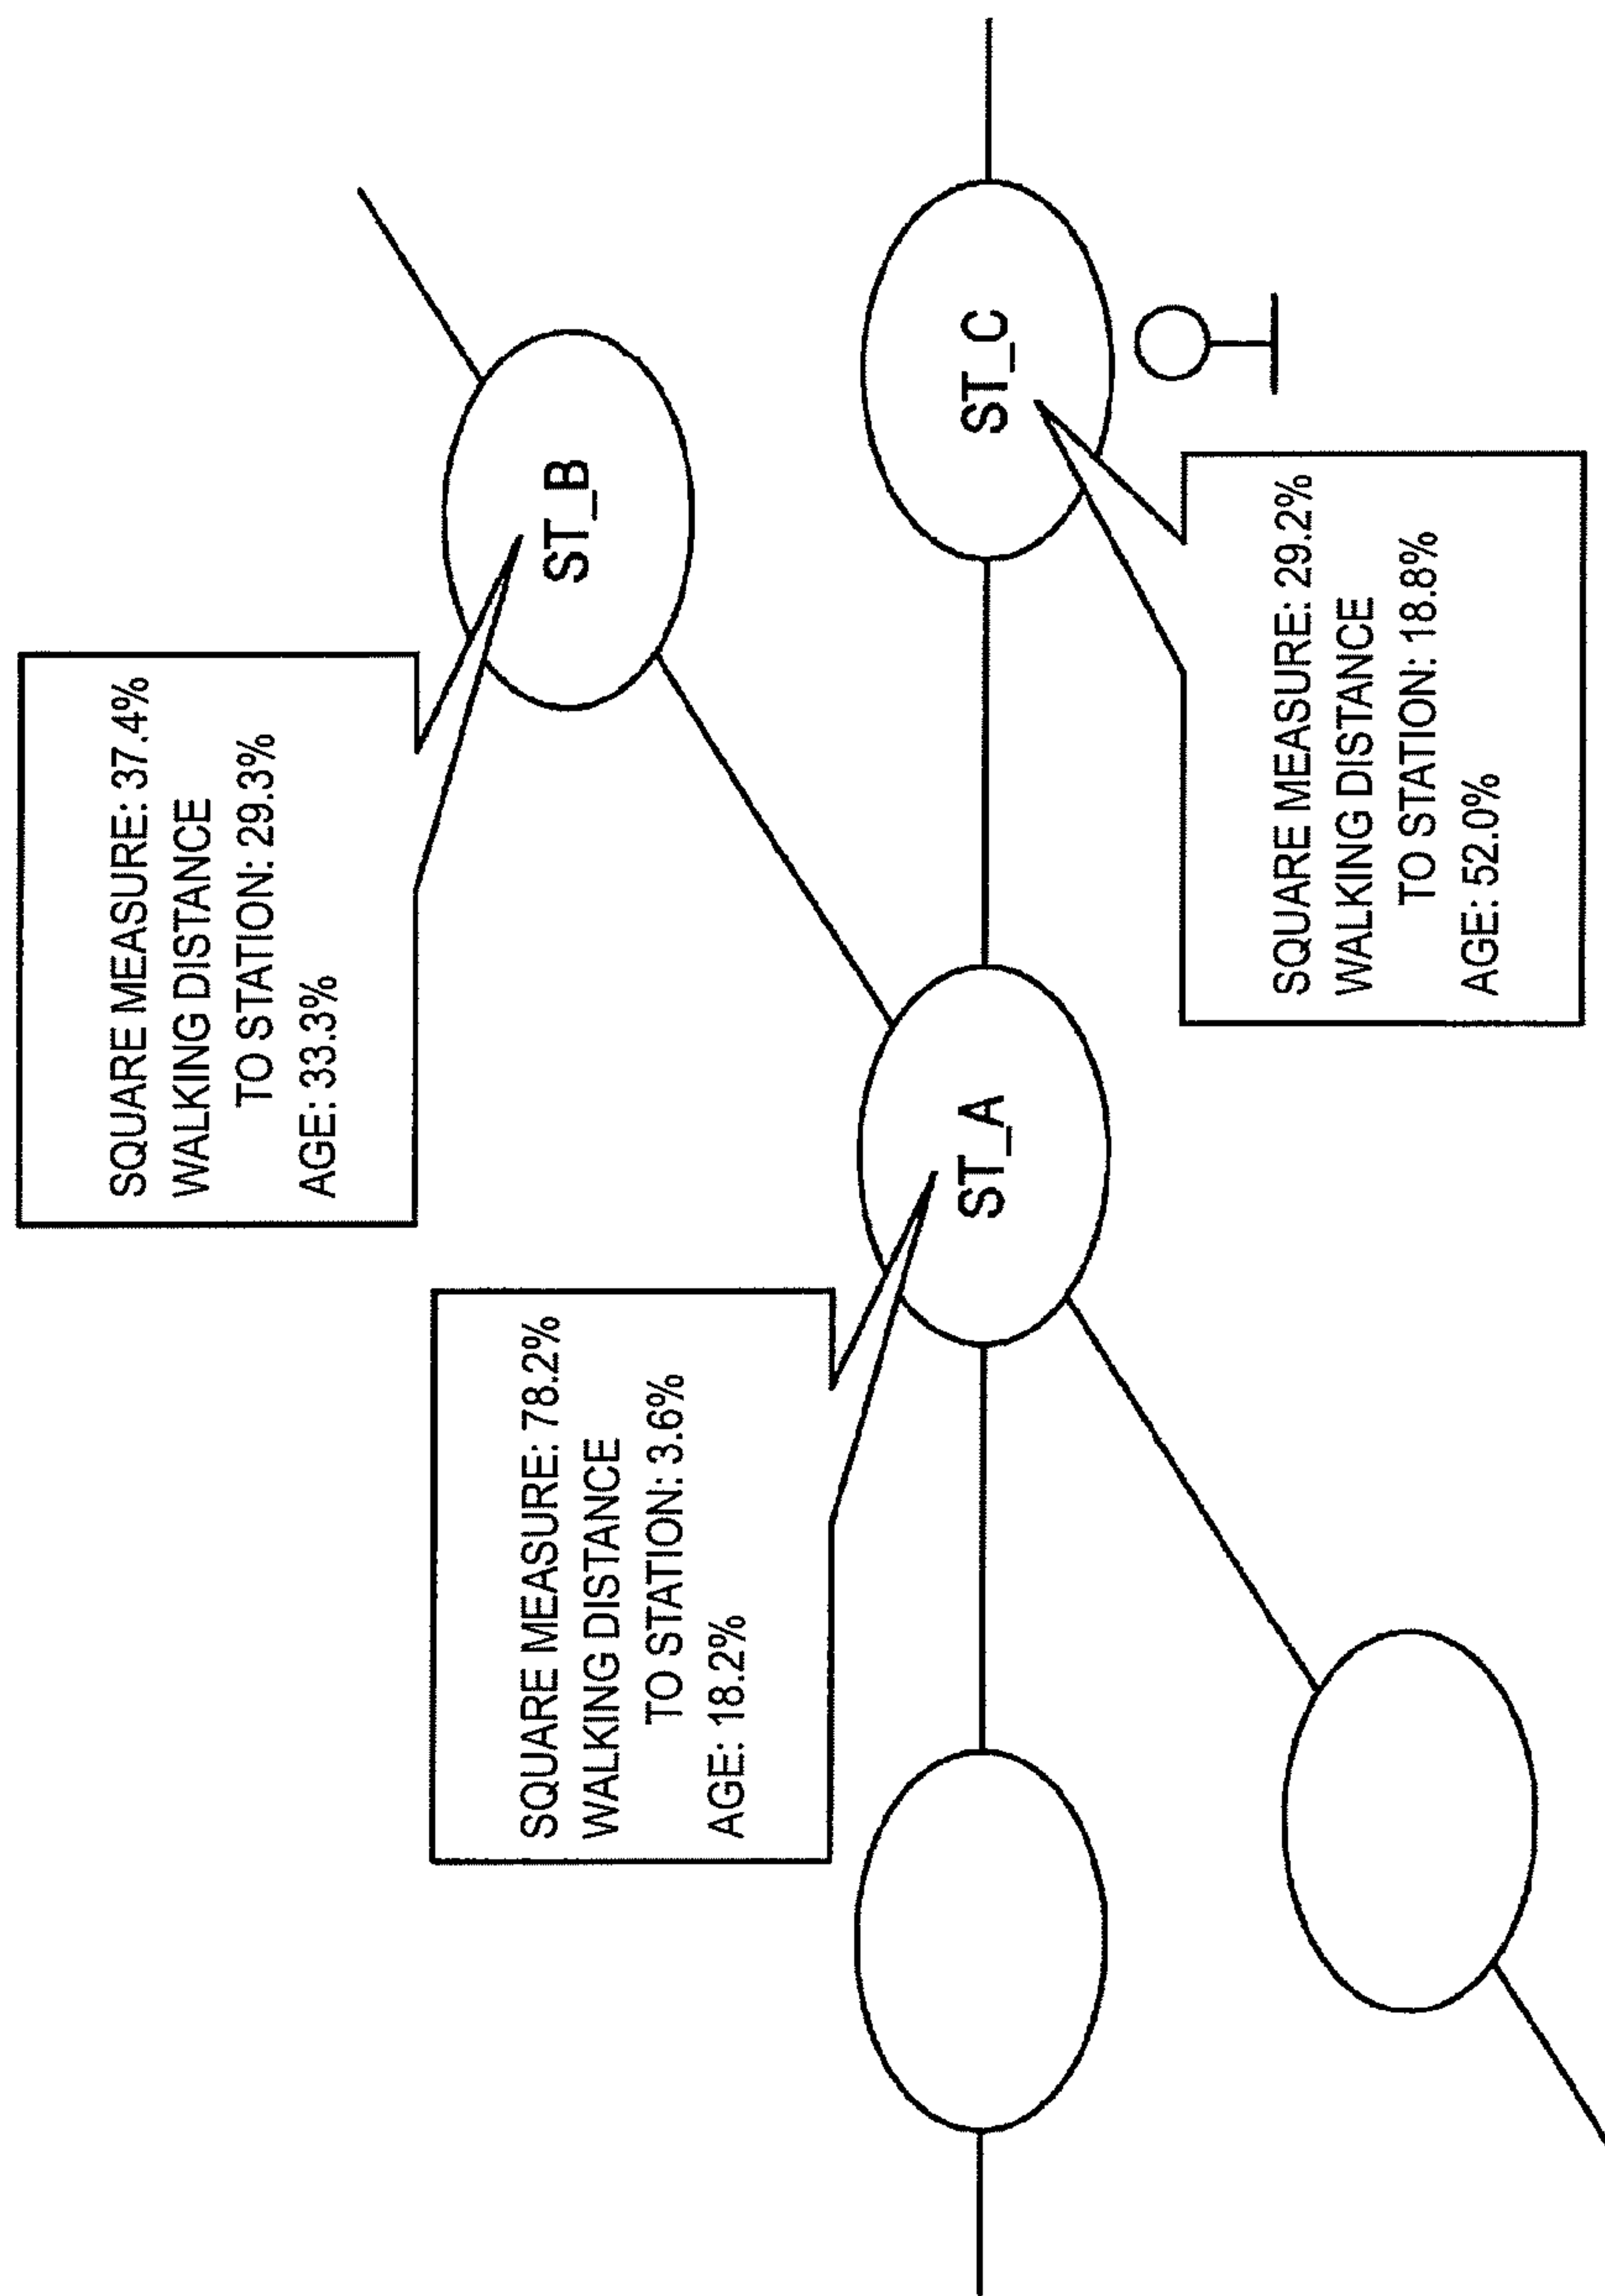 SQUARE MEASURE: 37.4%
WALKING DISTANCE
TO STATION: 29.3%
AGE: 33.3%
ST_B
SQUARE MEASURE: 78.2%
WALKING DISTANCE
TO STATION: 3.6%
AGE: 18.2%
ST_A
ST_C
SQUARE MEASURE: 29.2%
WALKING DISTANCE
TO STATION: 18.8%
AGE: 52.0%